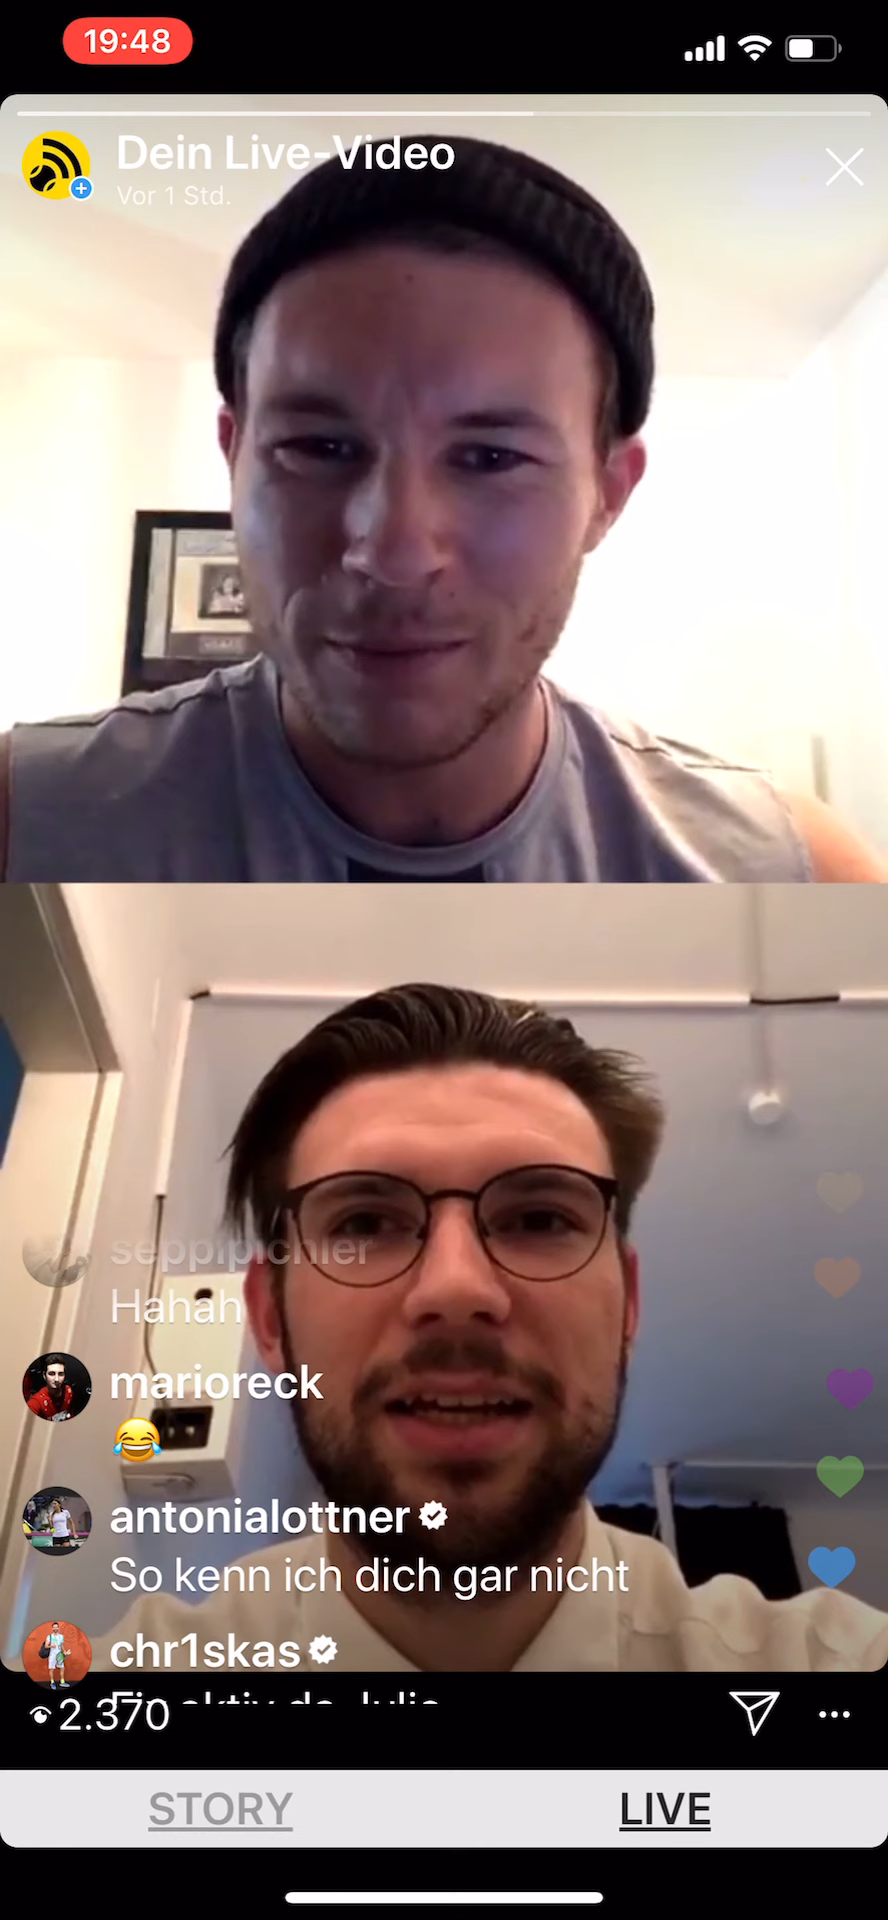 19:48
Dein Live-Video
Vor 1 Std.
seppipichler
Hahah
marioreck
😂
antonialottner
So kenn ich dich gar nicht
chr1skas
2.370
STORY
LIVE